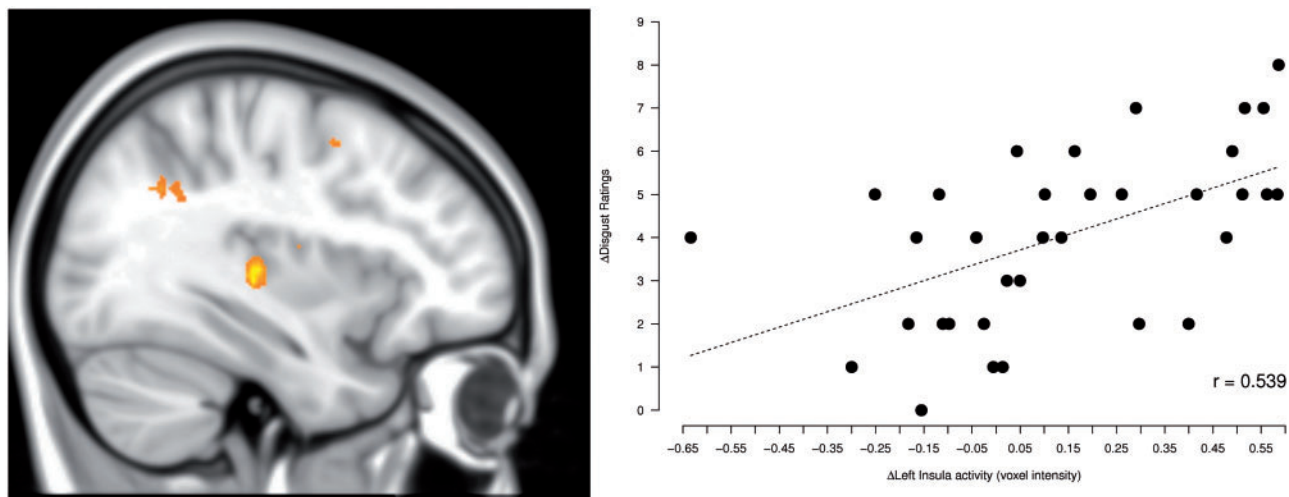 9
8
7
6
5
4
3
2
1
0
ΔDisgust Ratings
r = 0.539
−0.65 −0.55 −0.45 −0.35 −0.25 −0.15 −0.05 0.05 0.15 0.25 0.35 0.45 0.55
ΔLeft Insula activity (voxel intensity)